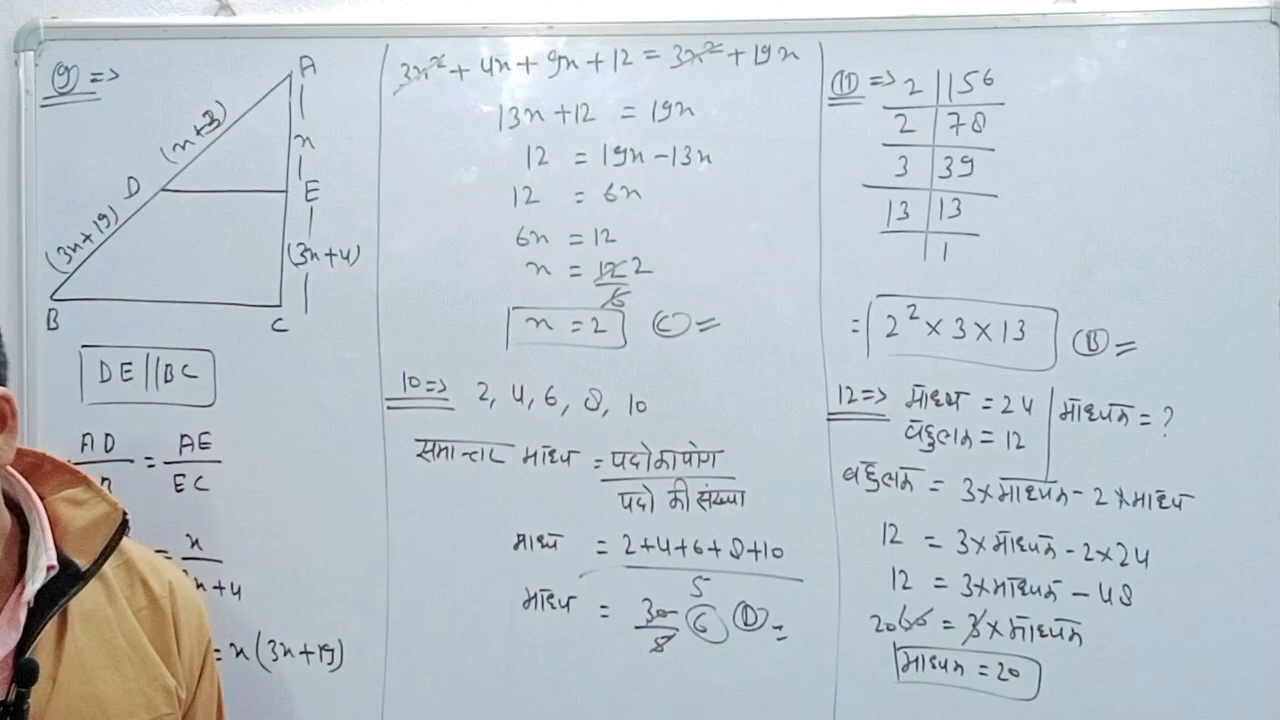 9 =>
A
(x+3)
x
D
E
(3x+19)
(3x+4)
B
C
DE||BC
AD = AE
EC
= x
x+4
= x(3x+19)
3x² + 4x + 9x + 12 = 3x² + 19x
13x + 12 = 19x
12 = 19x - 13x
12 = 6x
6x = 12
x = 12 2
6
x = 2 (C) =
10 => 2, 4, 6, 8, 10
समान्तर माध्य = पदो का योग
पदो की संख्या
माध्य = 2+4+6+8+10
5
माध्य = 30 6 (D) =
5
11 => 2 | 156
2 | 78
3 | 39
13 | 13
1
= 2² × 3 × 13 (B) =
12 => माध्य = 24 | माध्यक = ?
बहुलक = 12
बहुलक = 3 × माध्यक - 2 × माध्य
12 = 3 × माध्यक - 2 × 24
12 = 3 × माध्यक - 48
20 60 = 3 × माध्यक
माध्यक = 20